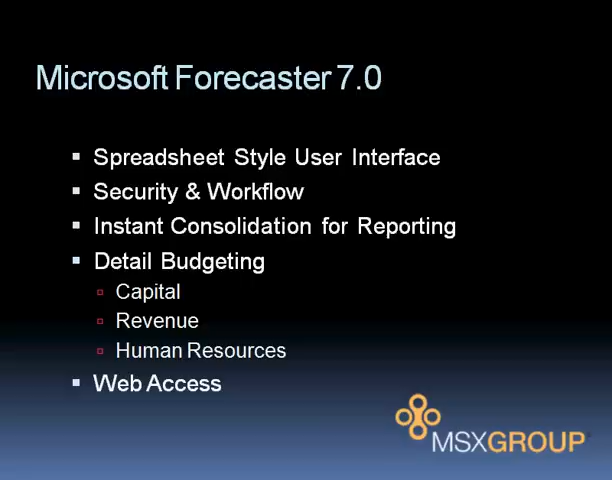 Microsoft Forecaster 7.0
Spreadsheet Style User Interface
Security & Workflow
Instant Consolidation for Reporting
Detail Budgeting
Capital
Revenue
Human Resources
Web Access
MSXGROUP